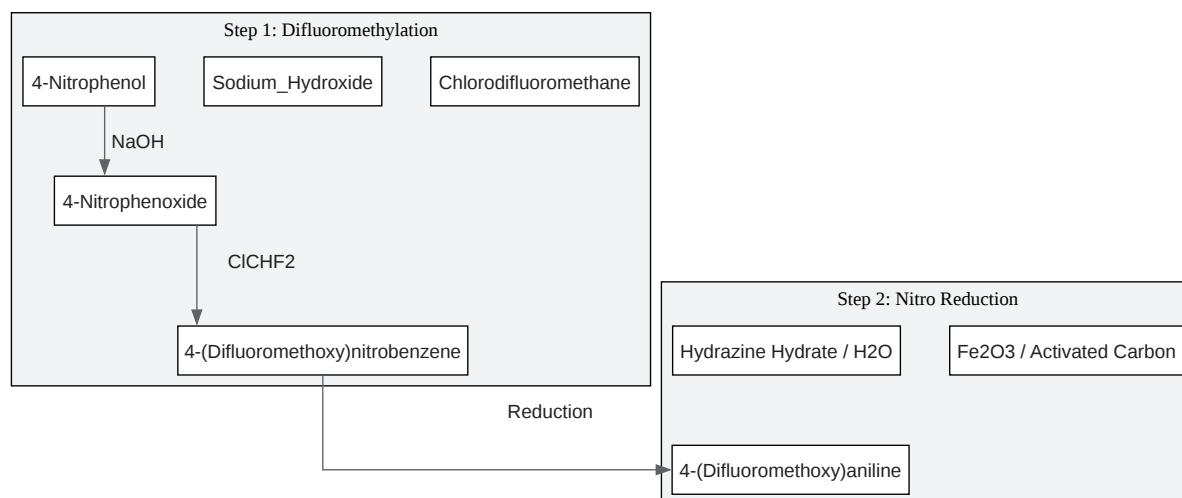 Step 1: Difluoromethylation
4-Nitrophenol
Sodium_Hydroxide
Chlorodifluoromethane
NaOH
4-Nitrophenoxide
ClCHF2
4-(Difluoromethoxy)nitrobenzene
Reduction
Step 2: Nitro Reduction
Hydrazine Hydrate / H2O
Fe2O3 / Activated Carbon
4-(Difluoromethoxy)aniline